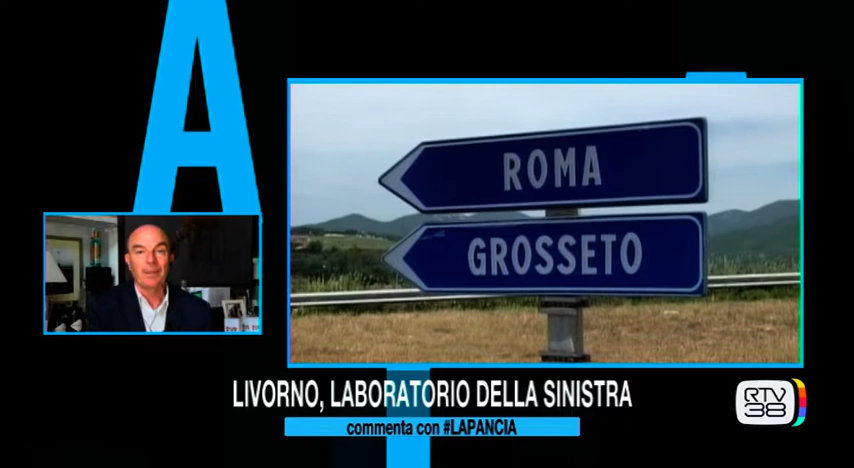 A
ROMA
GROSSETO
LIVORNO, LABORATORIO DELLA SINISTRA
commenta con #LAPANCIA
RTV
38